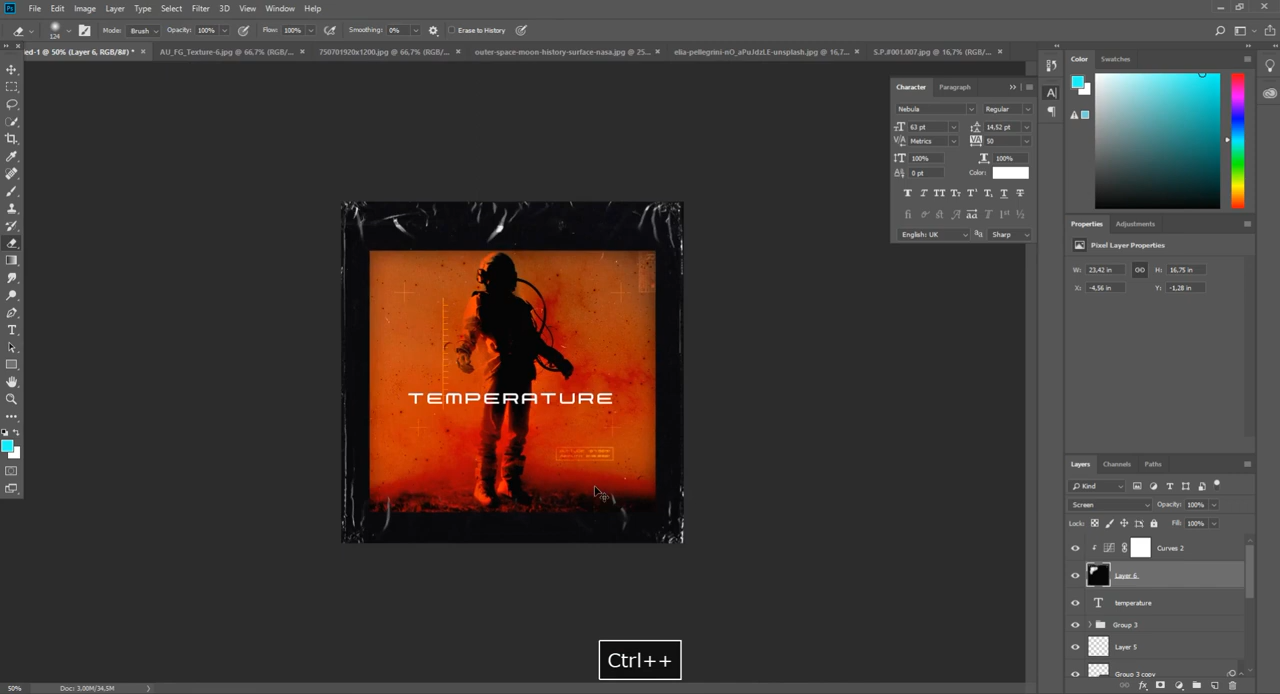 Ps File Edit Image Layer Type Select Filter 3D View Window Help
124 Mode: Brush Opacity: 100% Flow: 100% Smoothing: 0% Erase to History
ed-1 @ 50% (Layer 6, RGB/8#) * × AU_FG_Texture-6.jpg @ 66,7% (RGB/... × 750701920x1200.jpg @ 66,7% (RGB/... × outer-space-moon-history-surface-nasa.jpg @ 25... × elia-pellegrini-nO_aPuJdzLE-unsplash.jpg @ 16,7... × S.P.#001.007.jpg @ 16,7% (RGB/... ×
Color Swatches
Character Paragraph
Nebula Regular
63 pt 14,52 pt
Metrics 50
100% 100%
0 pt Color:
English: UK Sharp
Properties Adjustments
Pixel Layer Properties
W: 23,42 in H: 16,75 in
X: -4,56 in Y: -1,28 in
TEMPERATURE
Layers Channels Paths
Kind
Screen Opacity: 100%
Lock: Fill: 100%
Curves 2
Layer 6
temperature
Group 3
Layer 5
Group 3 copy
Ctrl++
50% Doc: 3,00M/34,5M